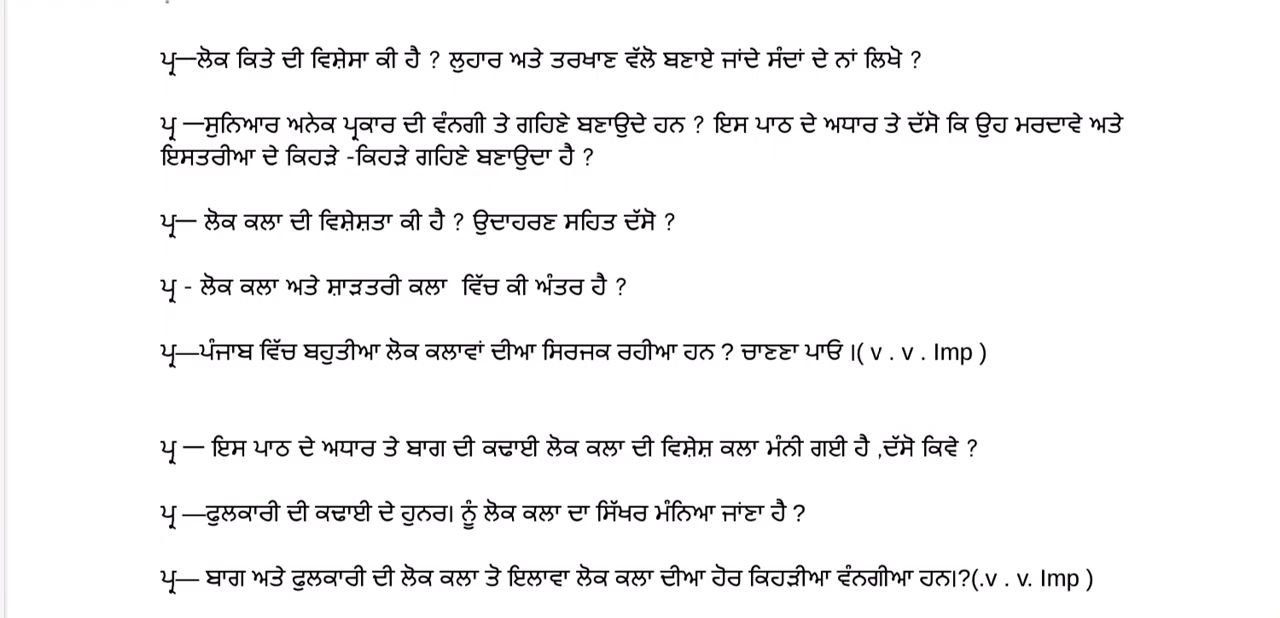 ਪ੍ਰ—ਲੋਕ ਕਿਤੇ ਦੀ ਵਿਸ਼ੇਸਾ ਕੀ ਹੈ ? ਲੁਹਾਰ ਅਤੇ ਤਰਖਾਣ ਵੱਲੋ ਬਣਾਏ ਜਾਂਦੇ ਸੰਦਾਂ ਦੇ ਨਾਂ ਲਿਖੋ ?
ਪ੍ਰ —ਸੁਨਿਆਰ ਅਨੇਕ ਪ੍ਰਕਾਰ ਦੀ ਵੰਨਗੀ ਤੇ ਗਹਿਣੇ ਬਣਾਉਦੇ ਹਨ ? ਇਸ ਪਾਠ ਦੇ ਅਧਾਰ ਤੇ ਦੱਸੋ ਕਿ ਉਹ ਮਰਦਾਵੇ ਅਤੇ
ਇਸਤਰੀਆ ਦੇ ਕਿਹੜੇ -ਕਿਹੜੇ ਗਹਿਣੇ ਬਣਾਉਦਾ ਹੈ ?
ਪ੍ਰ— ਲੋਕ ਕਲਾ ਦੀ ਵਿਸ਼ੇਸ਼ਤਾ ਕੀ ਹੈ ? ਉਦਾਹਰਣ ਸਹਿਤ ਦੱਸੋ ?
ਪ੍ਰ - ਲੋਕ ਕਲਾ ਅਤੇ ਸ਼ਾੜਤਰੀ ਕਲਾ ਵਿੱਚ ਕੀ ਅੰਤਰ ਹੈ ?
ਪ੍ਰ—ਪੰਜਾਬ ਵਿੱਚ ਬਹੁਤੀਆ ਲੋਕ ਕਲਾਵਾਂ ਦੀਆ ਸਿਰਜਕ ਰਹੀਆ ਹਨ ? ਚਾਣਣਾ ਪਾਓ ।( v . v . Imp )
ਪ੍ਰ — ਇਸ ਪਾਠ ਦੇ ਅਧਾਰ ਤੇ ਬਾਗ ਦੀ ਕਢਾਈ ਲੋਕ ਕਲਾ ਦੀ ਵਿਸ਼ੇਸ਼ ਕਲਾ ਮੰਨੀ ਗਈ ਹੈ ,ਦੱਸੋ ਕਿਵੇ ?
ਪ੍ਰ —ਫੁਲਕਾਰੀ ਦੀ ਕਢਾਈ ਦੇ ਹੁਨਰ। ਨੂੰ ਲੋਕ ਕਲਾ ਦਾ ਸਿੱਖਰ ਮੰਨਿਆ ਜਾਂਣਾ ਹੈ ?
ਪ੍ਰ— ਬਾਗ ਅਤੇ ਫੁਲਕਾਰੀ ਦੀ ਲੋਕ ਕਲਾ ਤੋ ਇਲਾਵਾ ਲੋਕ ਕਲਾ ਦੀਆ ਹੋਰ ਕਿਹੜੀਆ ਵੰਨਗੀਆ ਹਨ।?(.v . v. Imp )